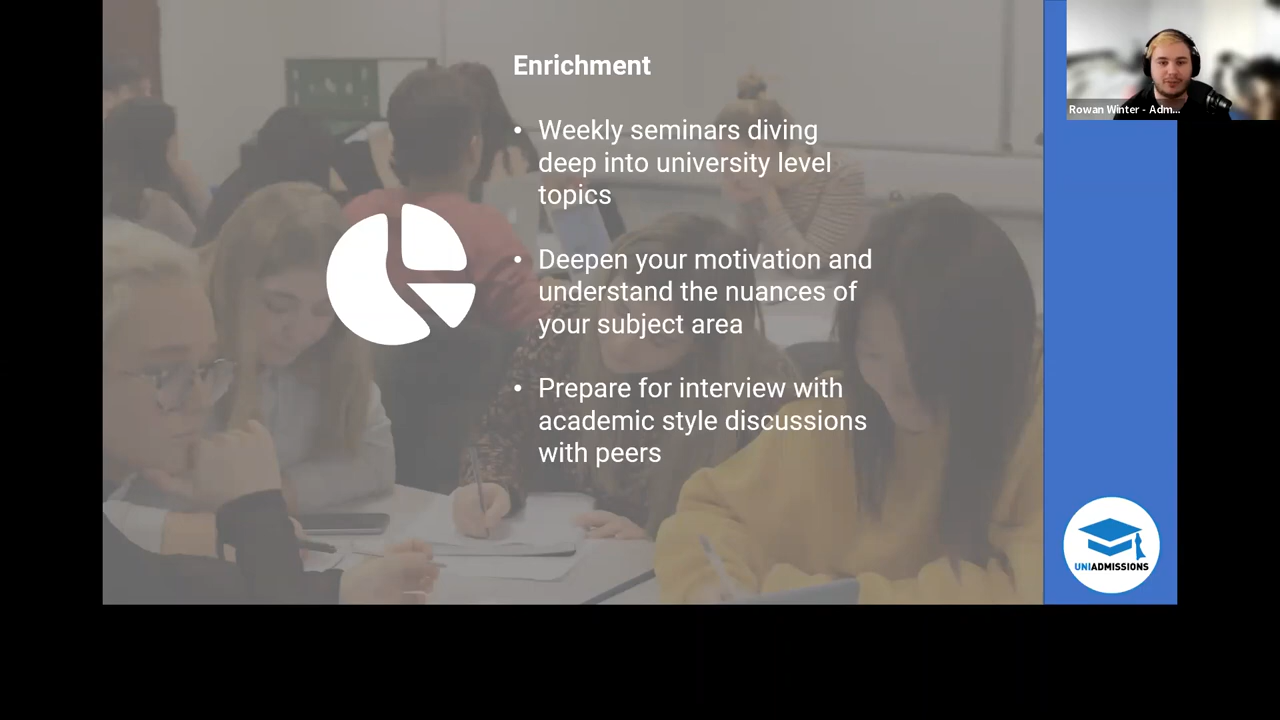 Enrichment
• Weekly seminars diving
deep into university level
topics
• Deepen your motivation and
understand the nuances of
your subject area
• Prepare for interview with
academic style discussions
with peers
Rowan Winter - Adm...
UNIADMISSIONS